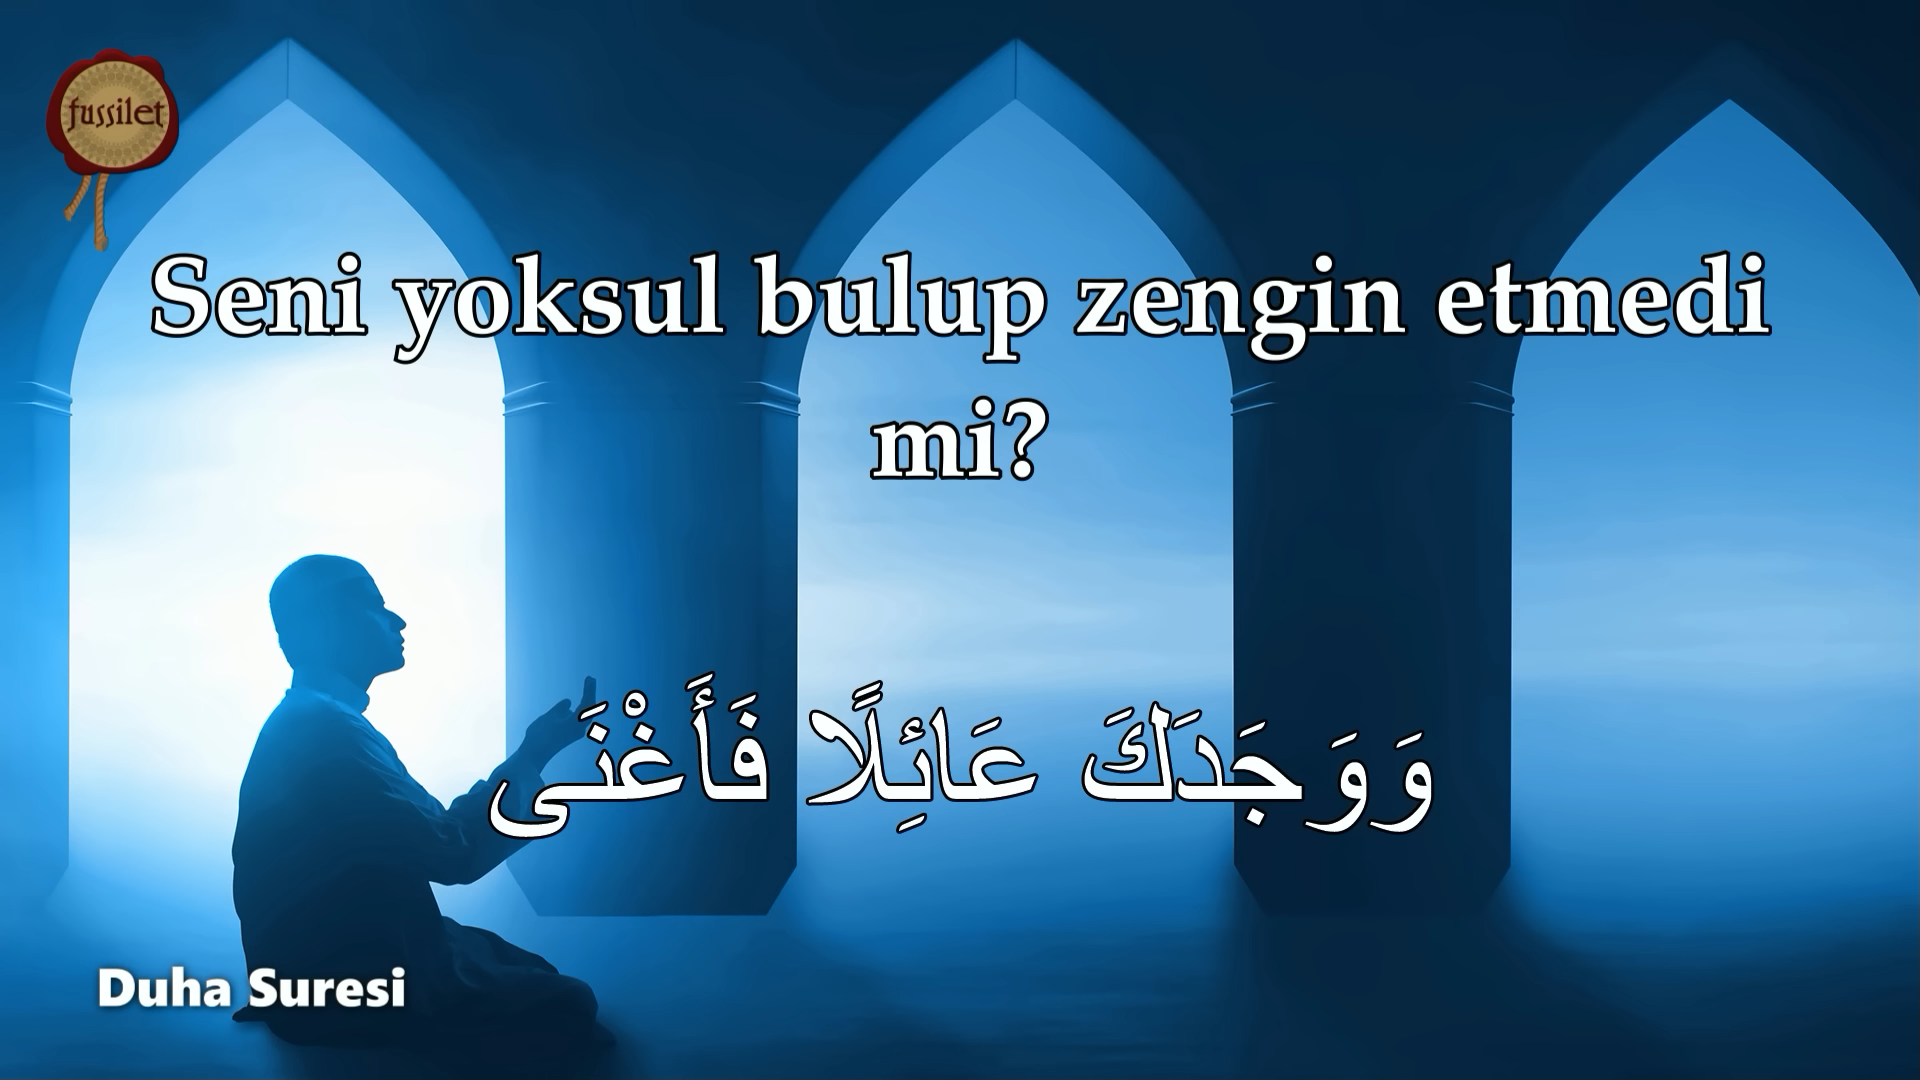 fussilet
Seni yoksul bulup zengin etmedi
mi?
وَوَجَدَكَ عَائِلًا فَأَغْنَى
Duha Suresi